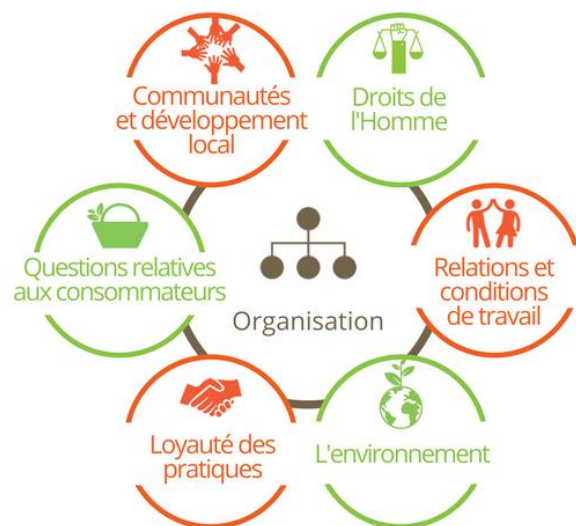 Communautés
et développement
local
Droits de
l'Homme
Questions relatives
aux consommateurs
Relations et
conditions
de travail
Organisation
Loyauté des
pratiques
L'environnement